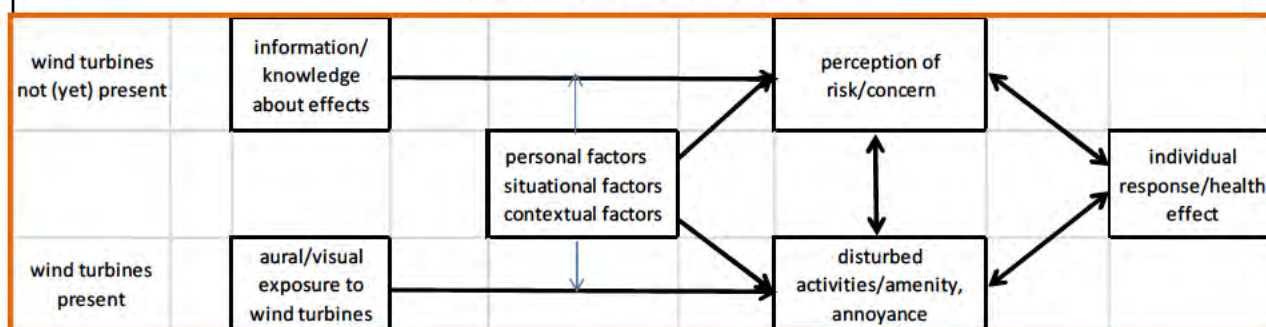 wind turbines
not (yet) present
information/
knowledge
about effects
perception of
risk/concern
personal factors
situational factors
contextual factors
individual
response/health
effect
wind turbines
present
aural/visual
exposure to
wind turbines
disturbed
activities/amenity,
annoyance